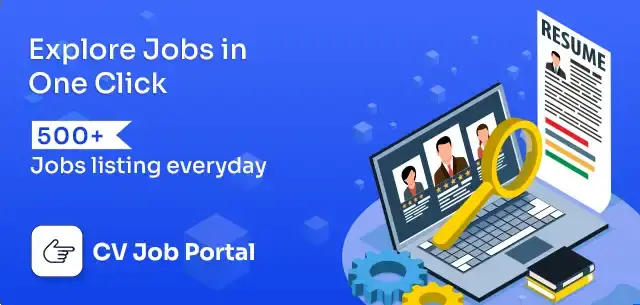 Explore Jobs in
One Click
500+
Jobs listing everyday
CV Job Portal
RESUME